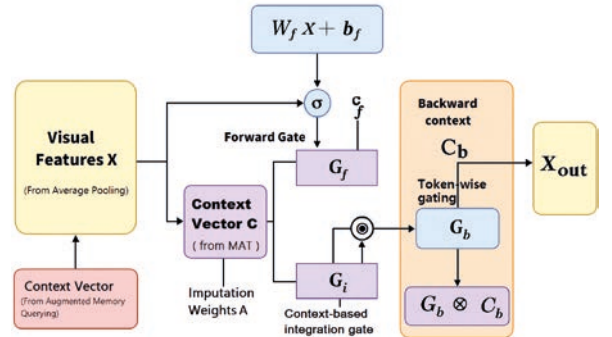 W_f X + b_f
σ
c_f
Forward Gate
Backward
context
C_b
Visual
Features X
(From Average Pooling)
G_f
X_out
Context
Vector C
( from MAT )
Token-wise
gating
G_b
Context Vector
(From Augmented Memory
Querying)
Imputation
Weights A
G_i
Context-based
integration gate
G_b ⊗ C_b